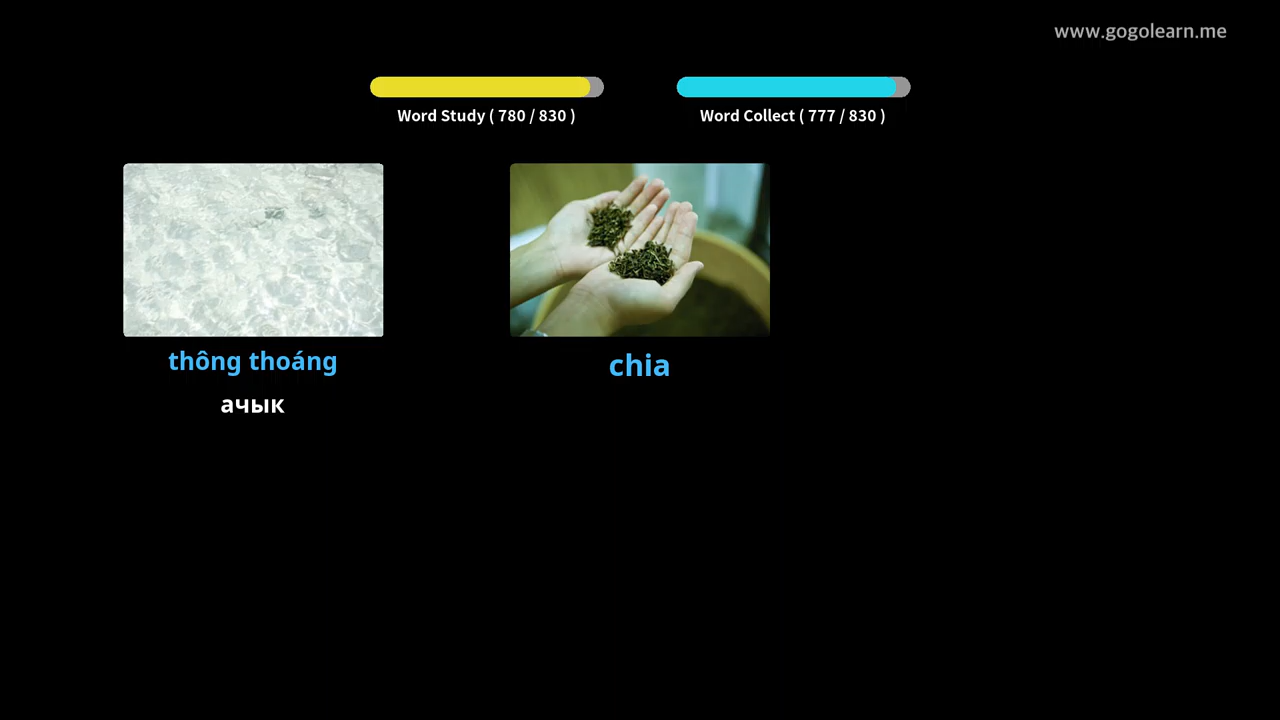 www.gogolearn.me
Word Study ( 780 / 830 )
Word Collect ( 777 / 830 )
thông thoáng
ачык
chia